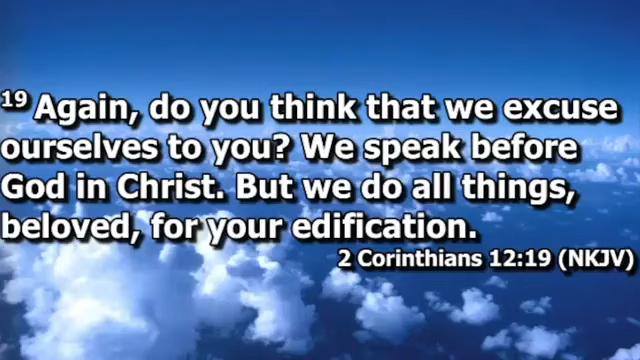 19 Again, do you think that we excuse
ourselves to you? We speak before
God in Christ. But we do all things,
beloved, for your edification.
2 Corinthians 12:19 (NKJV)